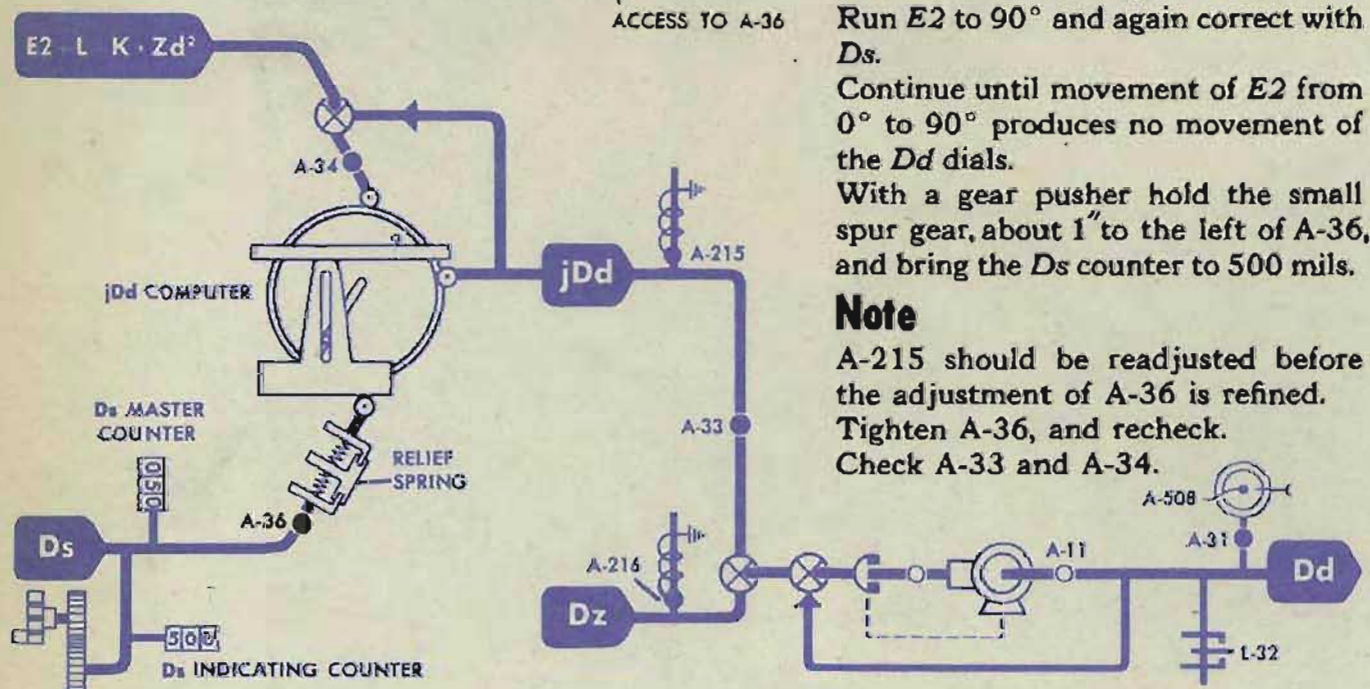 ACCESS TO A-36
Run E2 to 90° and again correct with
Ds.
Continue until movement of E2 from
0° to 90° produces no movement of
the Dd dials.
With a gear pusher hold the small
spur gear, about 1" to the left of A-36,
and bring the Ds counter to 500 mils.
Note
A-215 should be readjusted before
the adjustment of A-36 is refined.
Tighten A-36, and recheck.
Check A-33 and A-34.
E2 L K · Zd²
A-34
jDd COMPUTER
jDd
A-215
Ds MASTER
COUNTER
050
RELIEF
SPRING
A-33
A-36
Ds
500
Ds INDICATING COUNTER
A-216
Dz
A-11
A-508
A-31
Dd
L-32